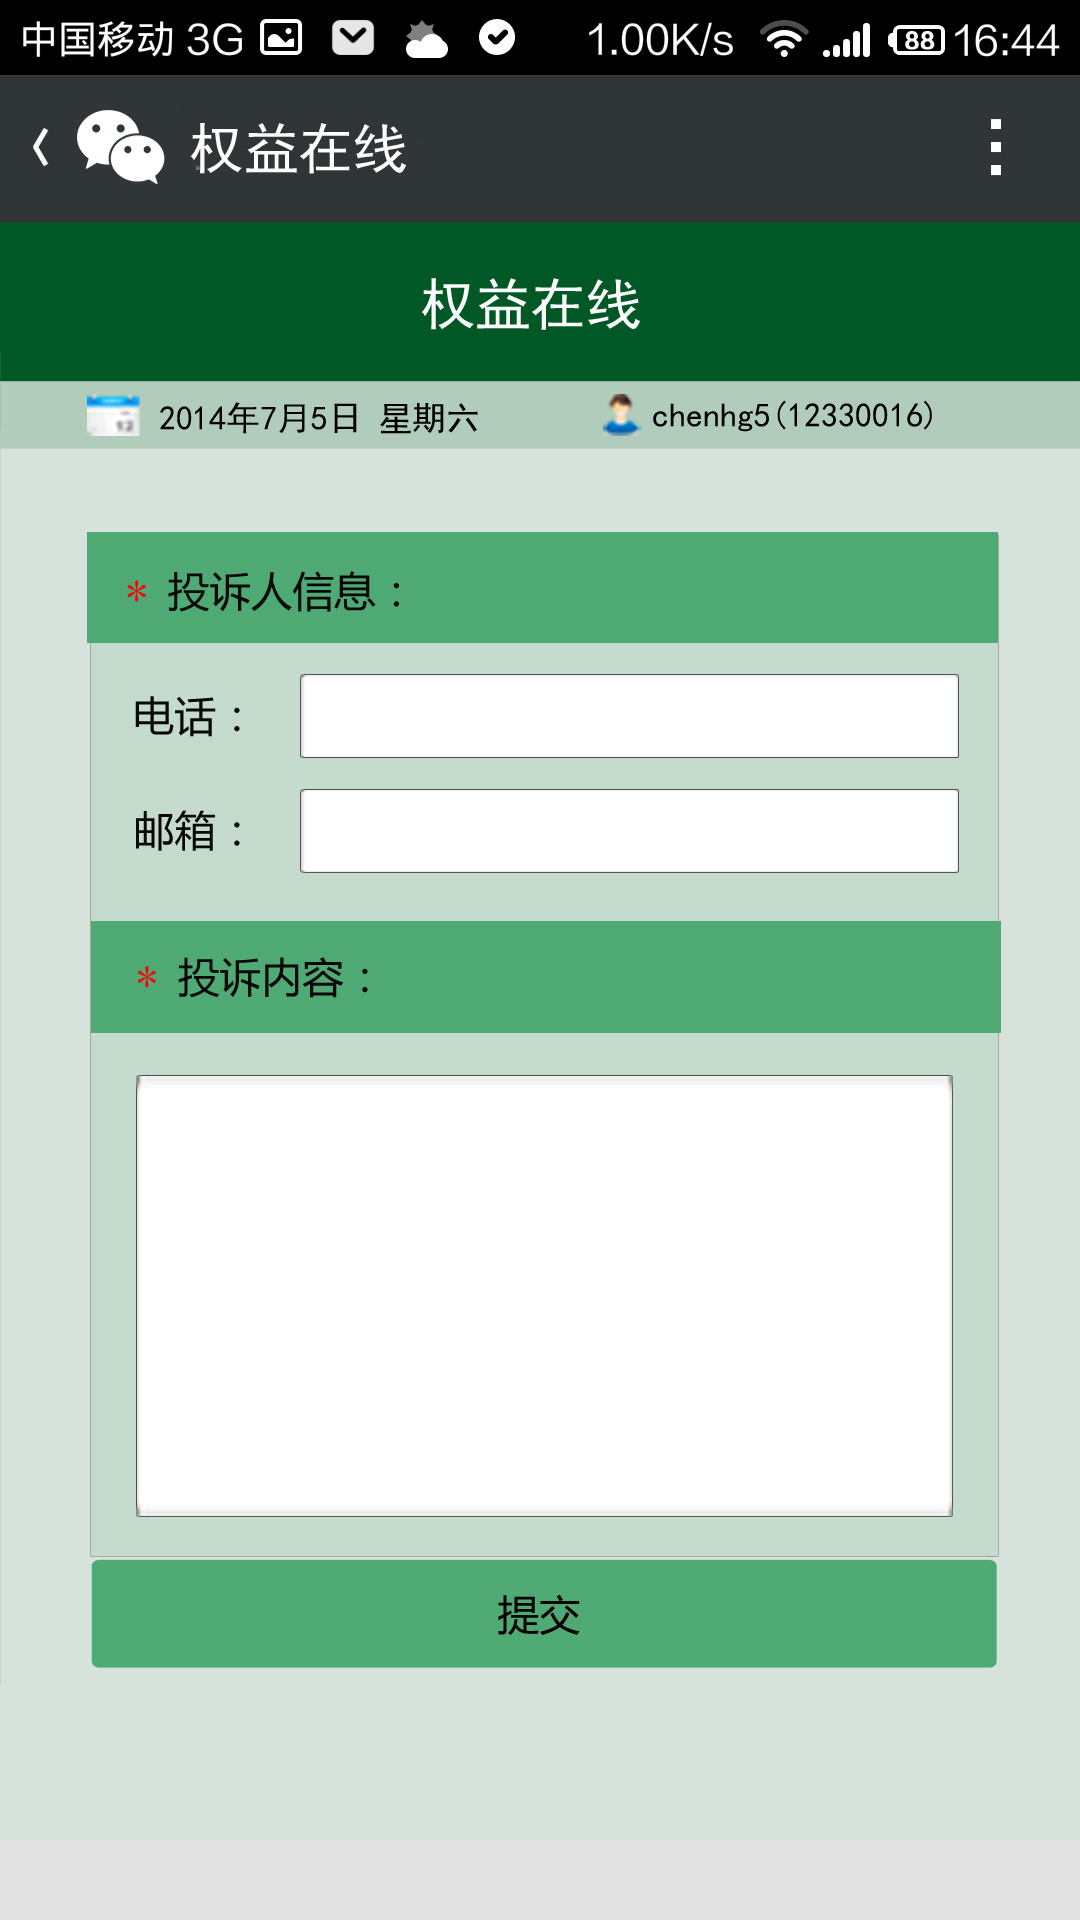 中国移动 3G 1.00K/s 88 16:44
权益在线
权益在线
2014年7月5日 星期六 chenhg5(12330016)
* 投诉人信息：
电话：
邮箱：
* 投诉内容：
提交